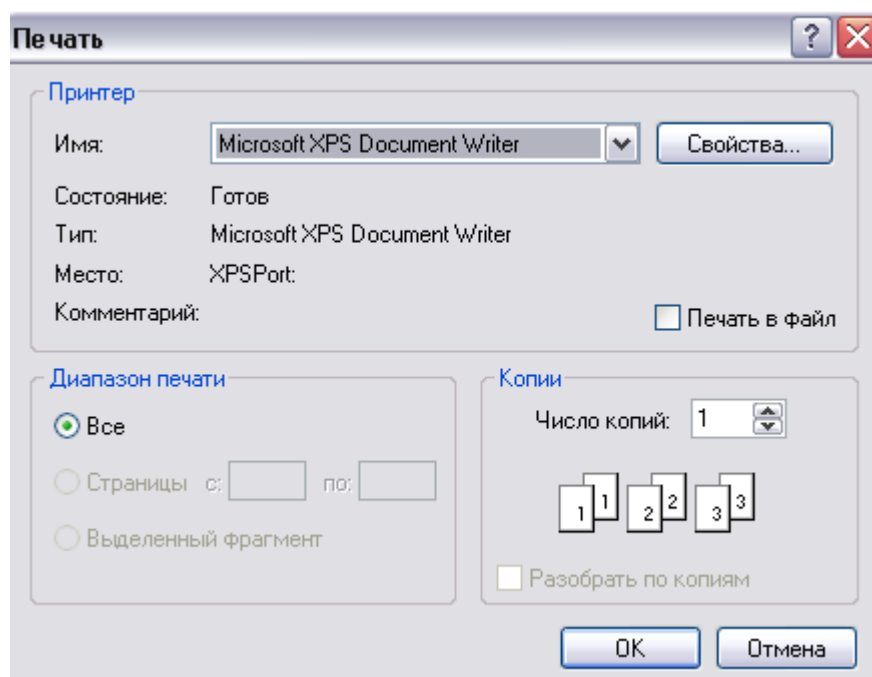 Печать
Принтер
Имя: Microsoft XPS Document Writer Свойства...
Состояние: Готов
Тип: Microsoft XPS Document Writer
Место: XPSPort:
Комментарий:
Печать в файл
Диапазон печати
Все
Страницы с: по:
Выделенный фрагмент
Копии
Число копий: 1
1 1 2 2 3 3
Разобрать по копиям
OK Отмена